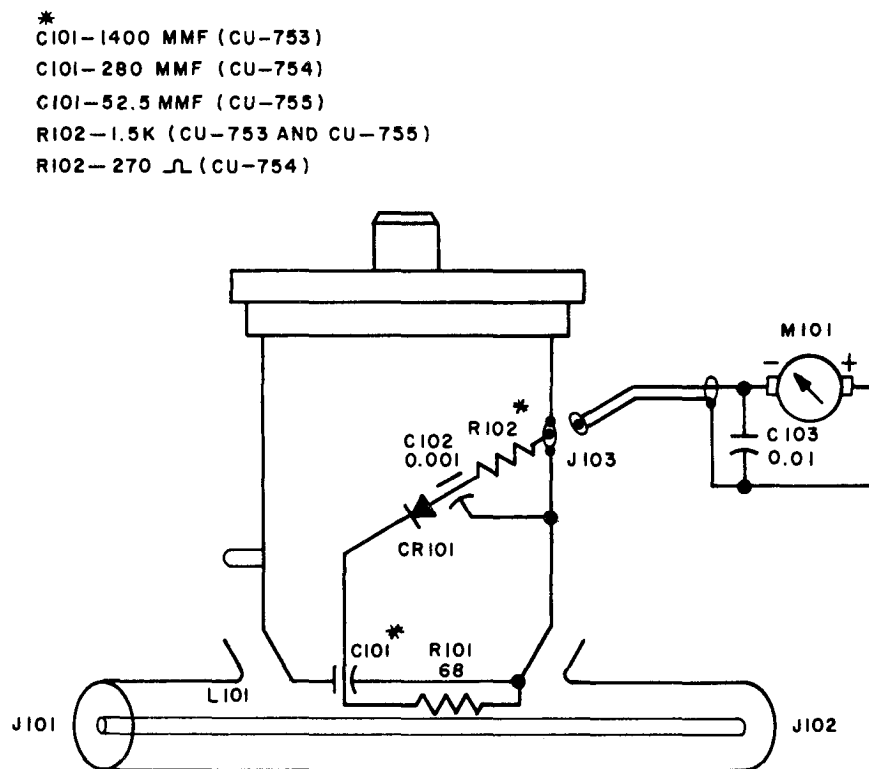 *
C101-1400 MMF (CU-753)
C101-280 MMF (CU-754)
C101-52.5 MMF (CU-755)
R102-1.5K (CU-753 AND CU-755)
R102-270 Ω (CU-754)
M101
- +
*
R102
C102
0.001
J103
C103
0.01
CR101
*
C101
R101
68
L101
J101
J102